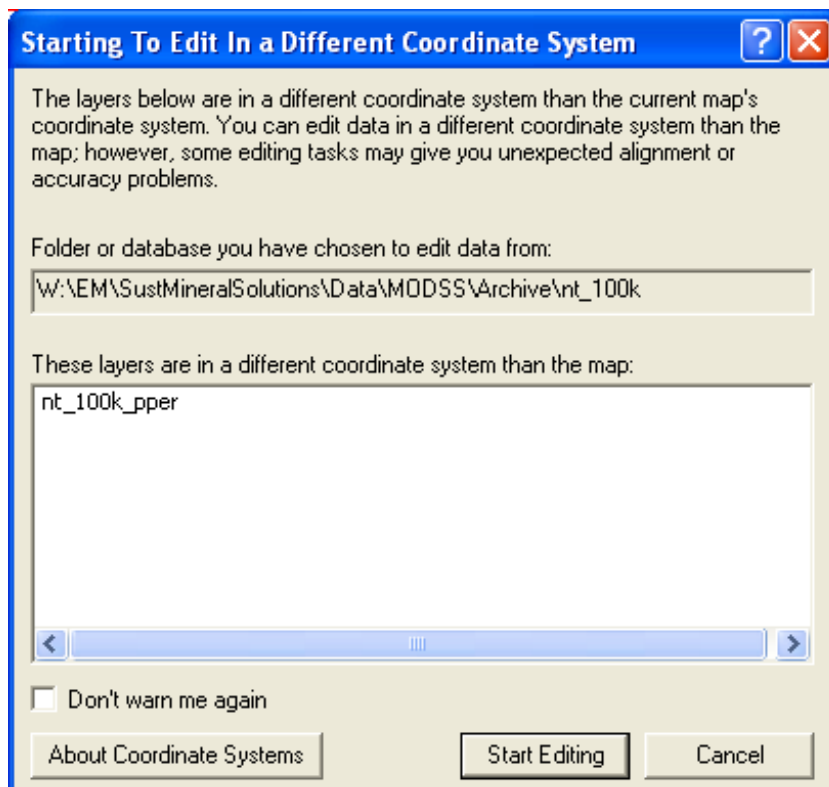 Starting To Edit In a Different Coordinate System
The layers below are in a different coordinate system than the current map's
coordinate system. You can edit data in a different coordinate system than the
map; however, some editing tasks may give you unexpected alignment or
accuracy problems.
Folder or database you have chosen to edit data from:
W:\EM\SustMineralSolutions\Data\MODSS\Archive\nt_100k
These layers are in a different coordinate system than the map:
nt_100k_pper
Don't warn me again
About Coordinate Systems Start Editing Cancel